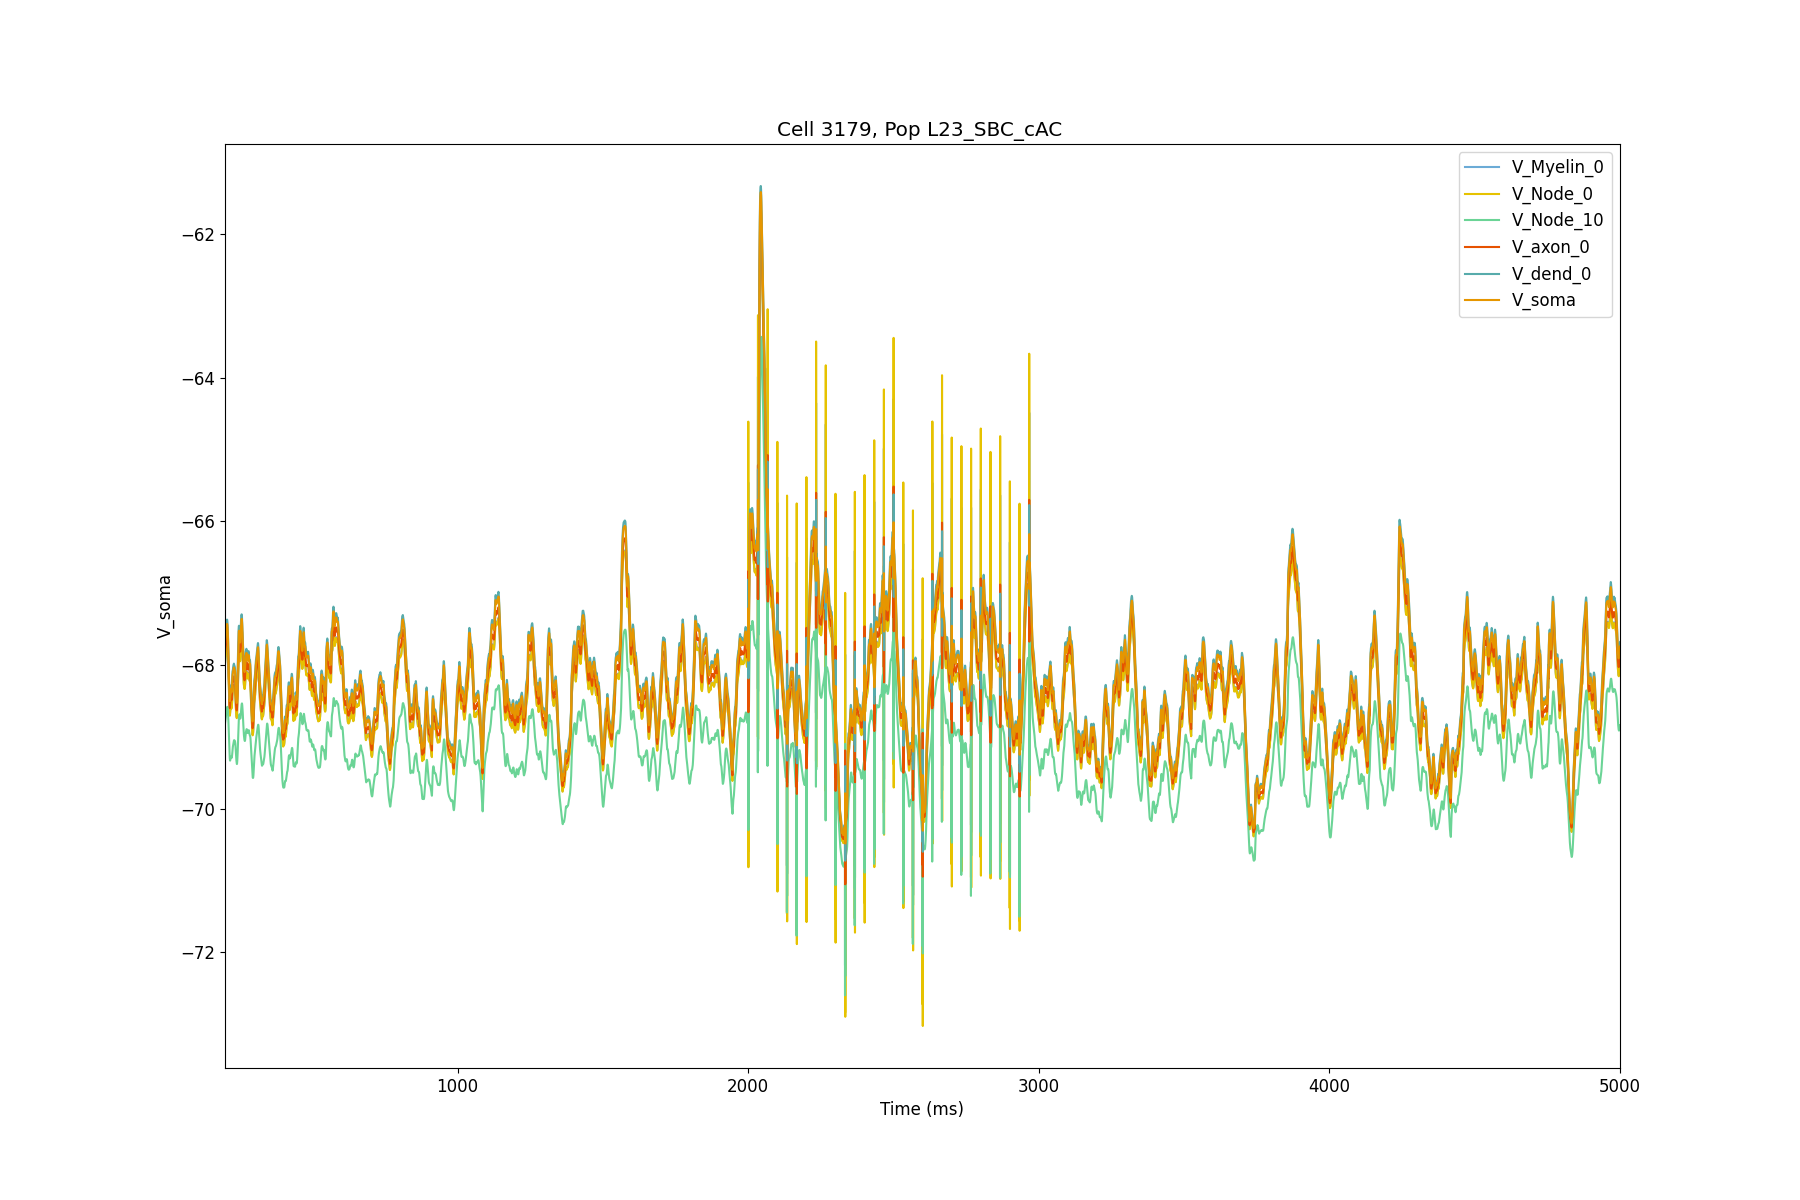 Cell 3179, Pop L23_SBC_cAC
V_Myelin_0
V_Node_0
V_Node_10
V_axon_0
V_dend_0
V_soma
−62
−64
−66
−68
−70
−72
V_soma
1000
2000
3000
4000
5000
Time (ms)